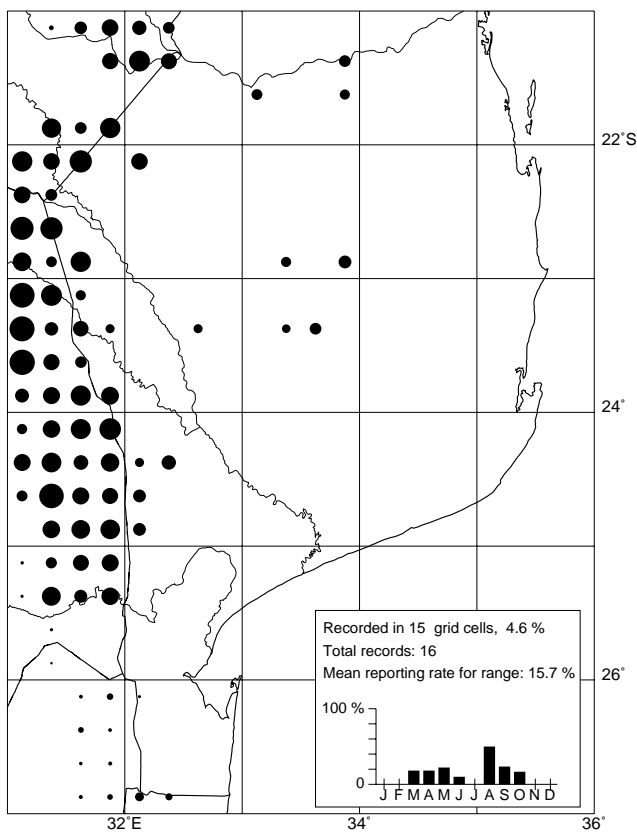 22˚S
24˚
Recorded in 15 grid cells, 4.6 %
Total records: 16
Mean reporting rate for range: 15.7 %
26˚
100 %
0
J F M A M J J A S O N D
32˚E
34˚
36˚